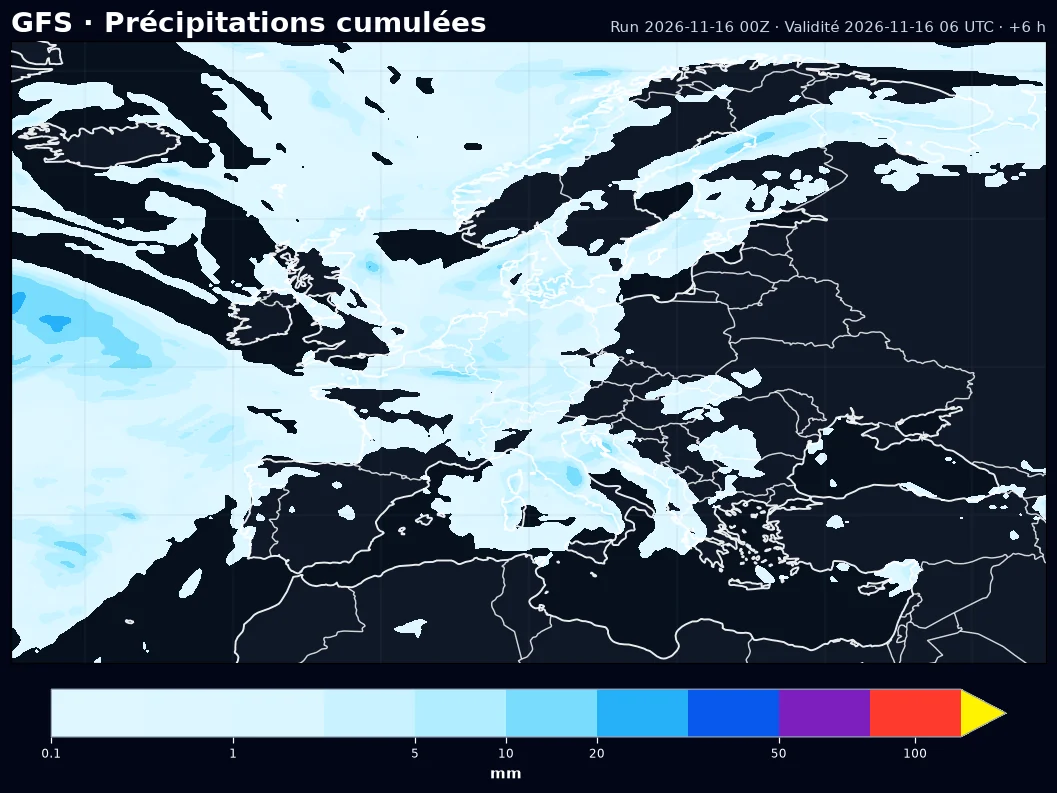 GFS · Précipitations cumulées
Run 2026-11-16 00Z · Validité 2026-11-16 06 UTC · +6 h
0.1 1 5 10 20 50 100
mm